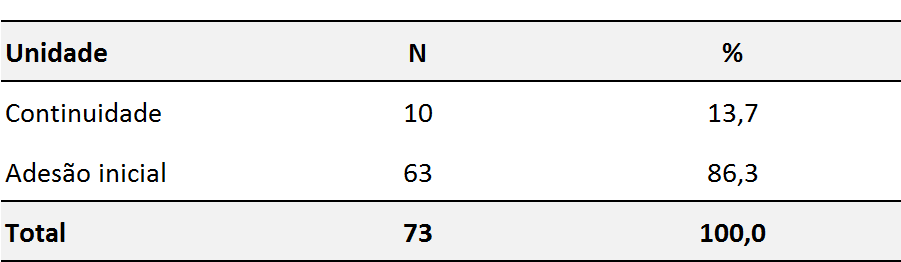 Unidade N %
Continuidade 10 13,7
Adesão inicial 63 86,3
Total 73 100,0